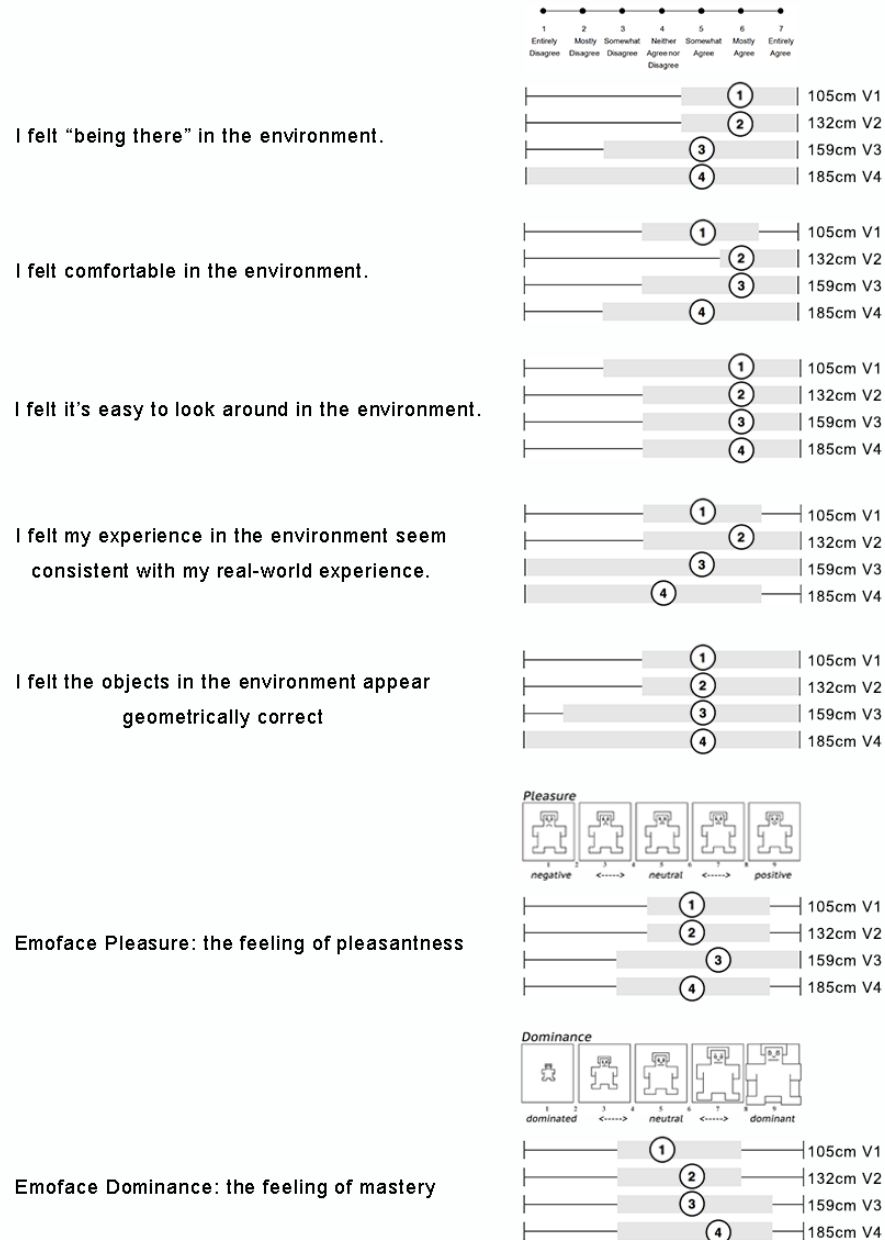 1 2 3 4 5 6 7
Entirely Mostly Somewhat Neither Somewhat Mostly Entirely
Disagree Disagree Disagree Agree nor Agree Agree Agree
Disagree
1 105cm V1
2 132cm V2
I felt “being there” in the environment.
3 159cm V3
4 185cm V4
1 105cm V1
2 132cm V2
I felt comfortable in the environment.
3 159cm V3
4 185cm V4
1 105cm V1
2 132cm V2
I felt it’s easy to look around in the environment.
3 159cm V3
4 185cm V4
1 105cm V1
I felt my experience in the environment seem
2 132cm V2
consistent with my real-world experience.
3 159cm V3
4 185cm V4
1 105cm V1
I felt the objects in the environment appear
2 132cm V2
geometrically correct
3 159cm V3
4 185cm V4
Pleasure
1 2 3 4 5 6 7 8 9
negative <-----> neutral <-----> positive
1 105cm V1
2 132cm V2
Emoface Pleasure: the feeling of pleasantness
3 159cm V3
4 185cm V4
Dominance
1 2 3 4 5 6 7 8 9
dominated <-----> neutral <-----> dominant
1 105cm V1
2 132cm V2
Emoface Dominance: the feeling of mastery
3 159cm V3
4 185cm V4